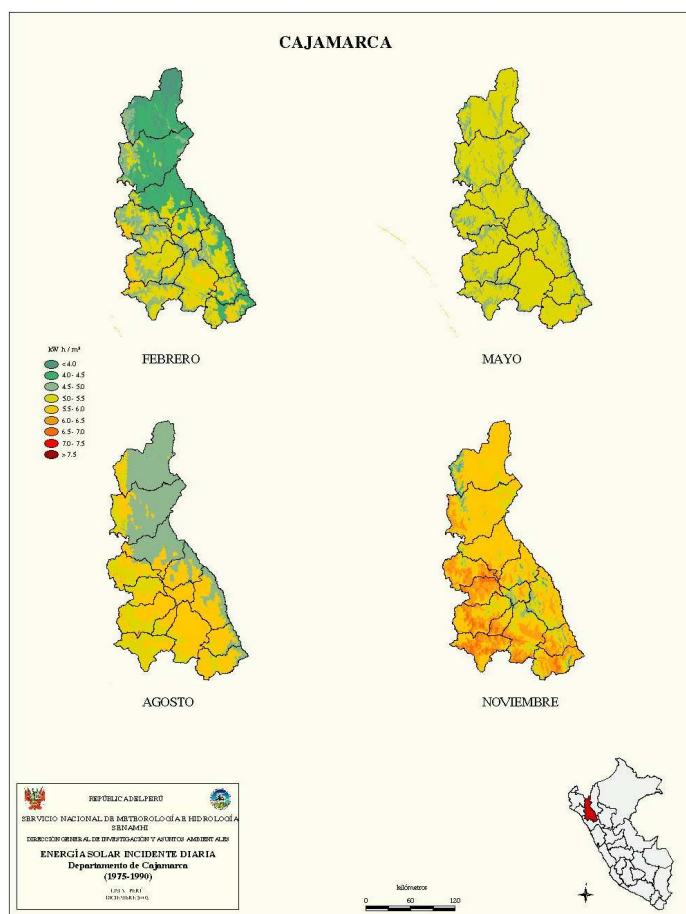 CAJAMARCA
FEBRERO
MAYO
kW h / m²
< 4.0
4.0 - 4.5
4.5 - 5.0
5.0 - 5.5
5.5 - 6.0
6.0 - 6.5
6.5 - 7.0
7.0 - 7.5
> 7.5
AGOSTO
NOVIEMBRE
REPÚBLICA DEL PERÚ
SERVICIO NACIONAL DE METEOROLOGÍA E HIDROLOGÍA
SENAMHI
DIRECCIÓN GENERAL DE INVESTIGACIÓN Y ASUNTOS AMBIENTALES
ENERGÍA SOLAR INCIDENTE DIARIA
Departamento de Cajamarca
(1975-1990)
LIMA PERÚ
kilómetros
0 60 120